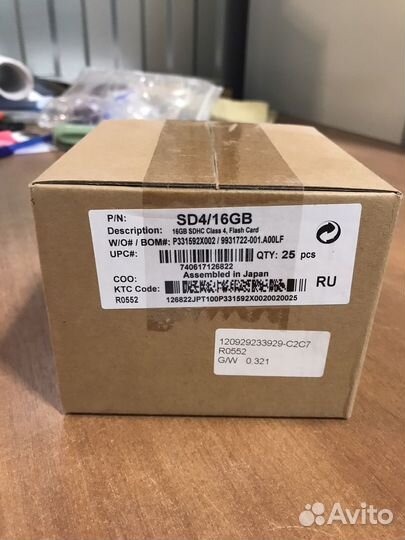 P/N: SD4/16GB
Description: 16GB SDHC Class 4, Flash Card
W/O# / BOM#: P331592X002 / 9931722-001.A00LF
UPC#: QTY: 25 pcs
740617126822
COO: Assembled in Japan
KTC Code: RU
R0552 126822JPT100P331592X0020020025
120929233929-C2C7
R0552
G/W 0.321
Avito